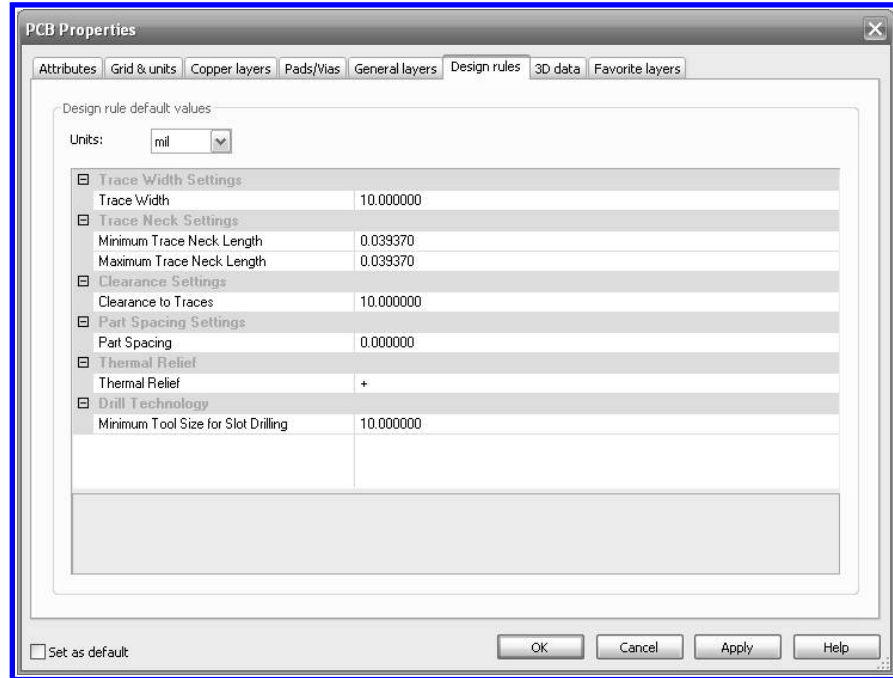 PCB Properties
Attributes Grid & units Copper layers Pads/Vias General layers Design rules 3D data Favorite layers
Design rule default values
Units: mil
Trace Width Settings
Trace Width 10.000000
Trace Neck Settings
Minimum Trace Neck Length 0.039370
Maximum Trace Neck Length 0.039370
Clearance Settings
Clearance to Traces 10.000000
Part Spacing Settings
Part Spacing 0.000000
Thermal Relief
Thermal Relief +
Drill Technology
Minimum Tool Size for Slot Drilling 10.000000
Set as default OK Cancel Apply Help